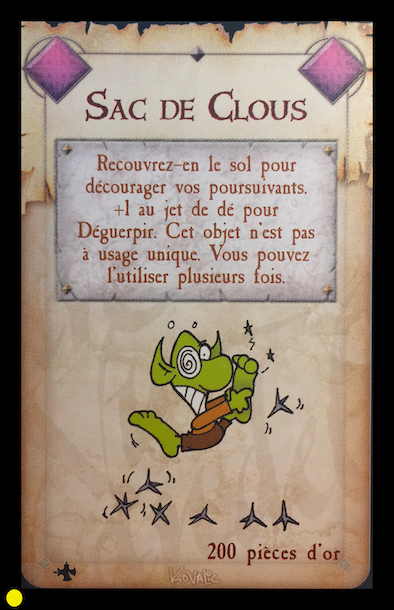 Sac de Clous
Recouvrez-en le sol pour
décourager vos poursuivants.
+1 au jet de dé pour
Déguerpir. Cet objet n'est pas
à usage unique. Vous pouvez
l'utiliser plusieurs fois.
200 pièces d'or
Kovalic